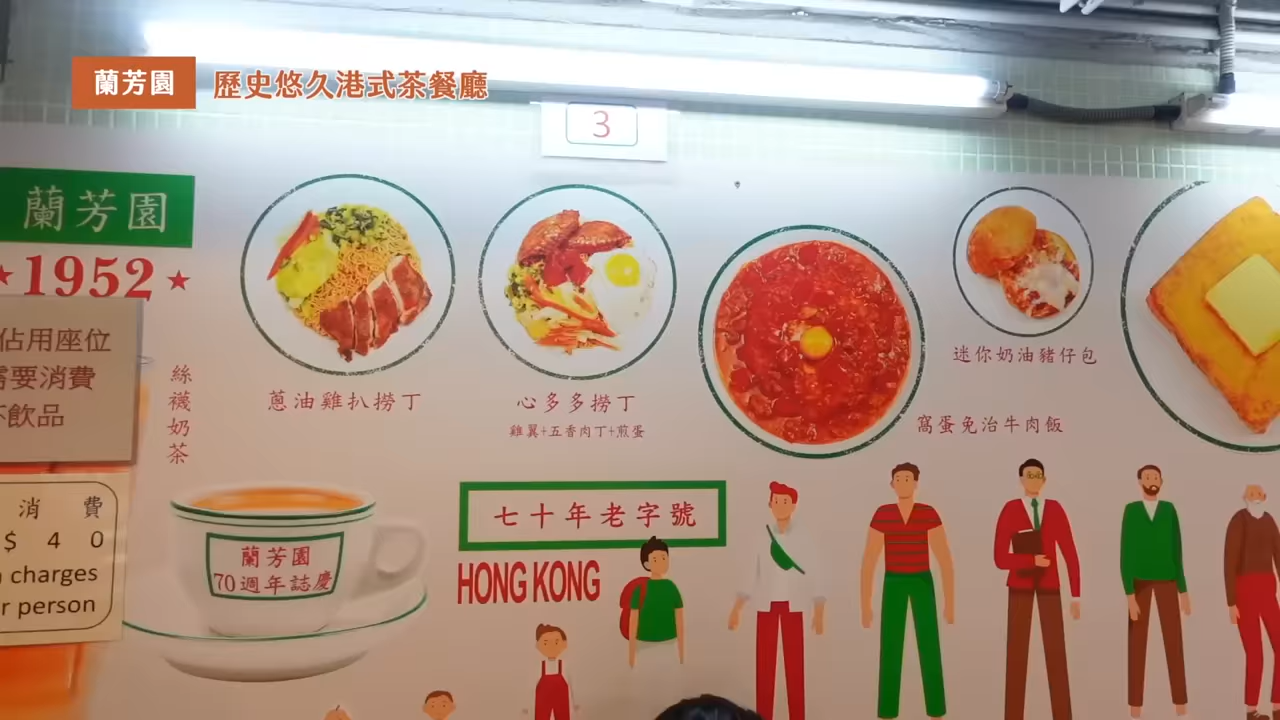 蘭芳園
歷史悠久港式茶餐廳
3
蘭芳園
1952
佔用座位
需要消費
飲品
絲襪奶茶
蔥油雞扒撈丁
心多多撈丁
雞翼+五香肉丁+煎蛋
迷你奶油豬仔包
窩蛋免治牛肉飯
消費
$ 4 0
charges
r person
蘭芳園
70週年誌慶
七十年老字號
HONG KONG